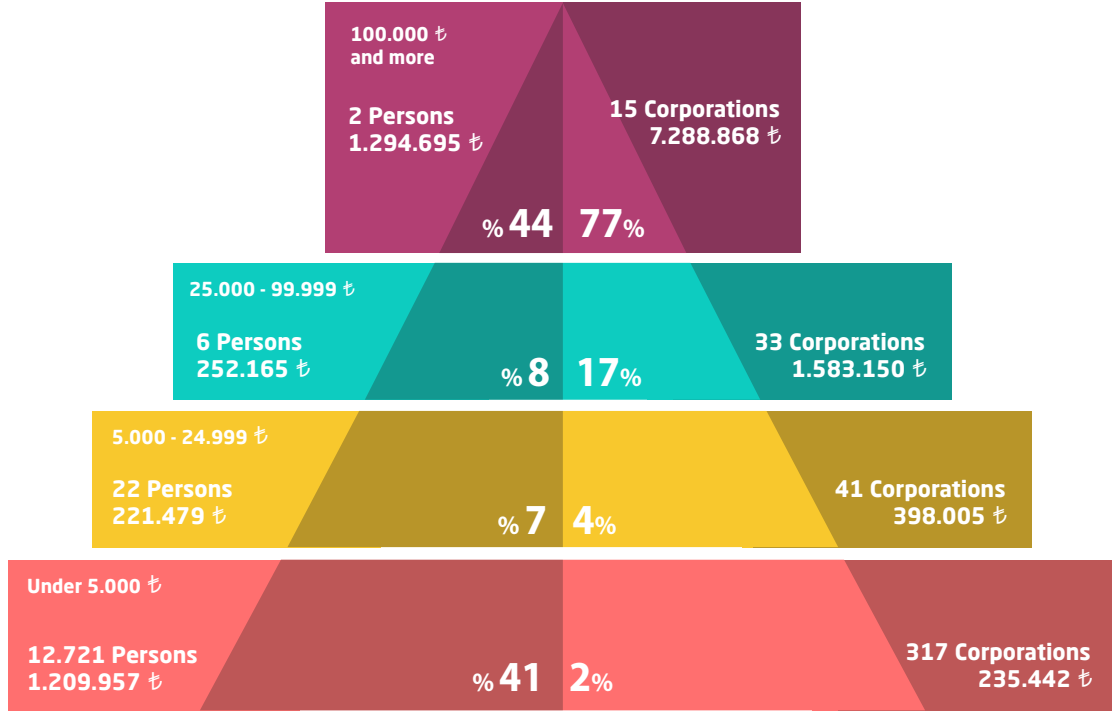 100.000 ₺
and more
2 Persons
1.294.695 ₺
15 Corporations
7.288.868 ₺
% 44
77%
25.000 - 99.999 ₺
6 Persons
252.165 ₺
33 Corporations
1.583.150 ₺
% 8
17%
5.000 - 24.999 ₺
22 Persons
221.479 ₺
41 Corporations
398.005 ₺
% 7
4%
Under 5.000 ₺
12.721 Persons
1.209.957 ₺
317 Corporations
235.442 ₺
% 41
2%